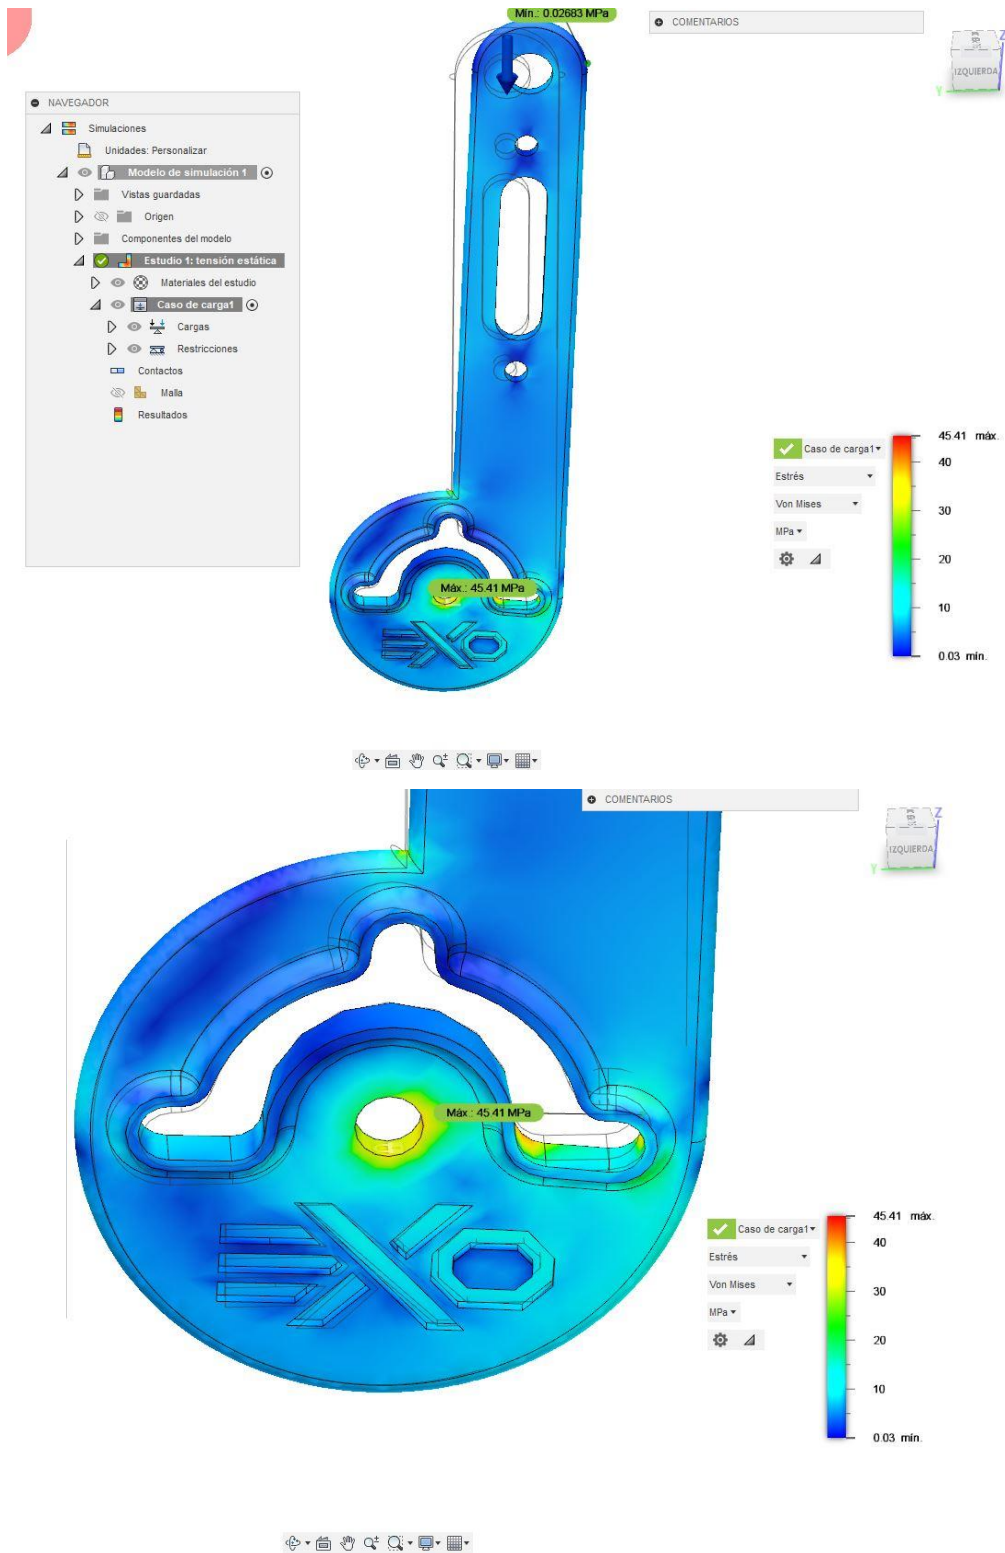 Mín.: 0.02683 MPa
COMENTARIOS
Z
IZQUIERDA
Y
NAVEGADOR
Simulaciones
Unidades: Personalizar
Modelo de simulación 1
Vistas guardadas
Origen
Componentes del modelo
Estudio 1: tensión estática
Materiales del estudio
Caso de carga1
Cargas
Restricciones
Contactos
Malla
Resultados
Caso de carga1
Estrés
Von Mises
MPa
45.41 máx.
40
30
20
10
0.03 mín.
Máx.: 45.41 MPa
EXO
COMENTARIOS
Z
IZQUIERDA
Y
Máx.: 45.41 MPa
EXO
Caso de carga1
Estrés
Von Mises
MPa
45.41 máx.
40
30
20
10
0.03 mín.